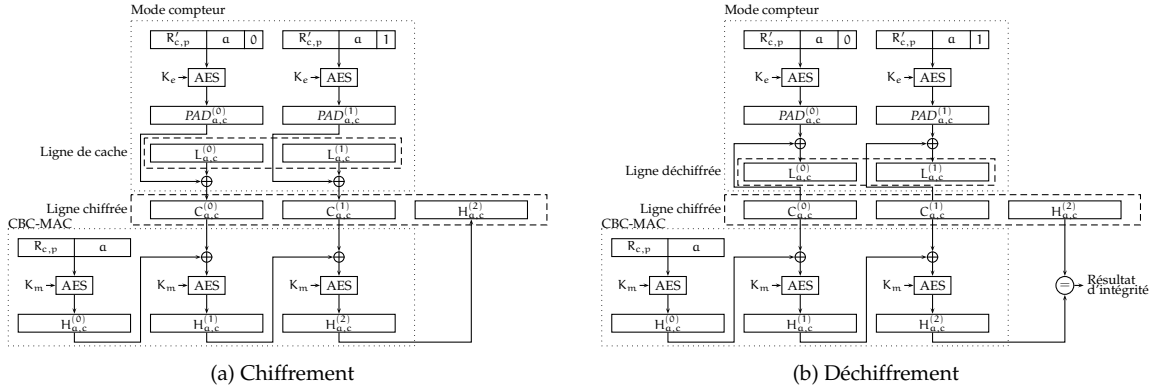 Mode compteur
R′c,p a 0 R′c,p a 1
Ke AES Ke AES
PAD(0)a,c PAD(1)a,c
Ligne de cache L(0)a,c L(1)a,c
Ligne chiffrée C(0)a,c C(1)a,c H(2)a,c
CBC-MAC
Rc,p a
Km AES Km AES Km AES
H(0)a,c H(1)a,c H(2)a,c
(a) Chiffrement
Mode compteur
R′c,p a 0 R′c,p a 1
Ke AES Ke AES
PAD(0)a,c PAD(1)a,c
Ligne déchiffrée L(0)a,c L(1)a,c
Ligne chiffrée C(0)a,c C(1)a,c H(2)a,c
CBC-MAC
Rc,p a
Km AES Km AES Km AES
= Résultat
d'intégrité
H(0)a,c H(1)a,c H(2)a,c
(b) Déchiffrement